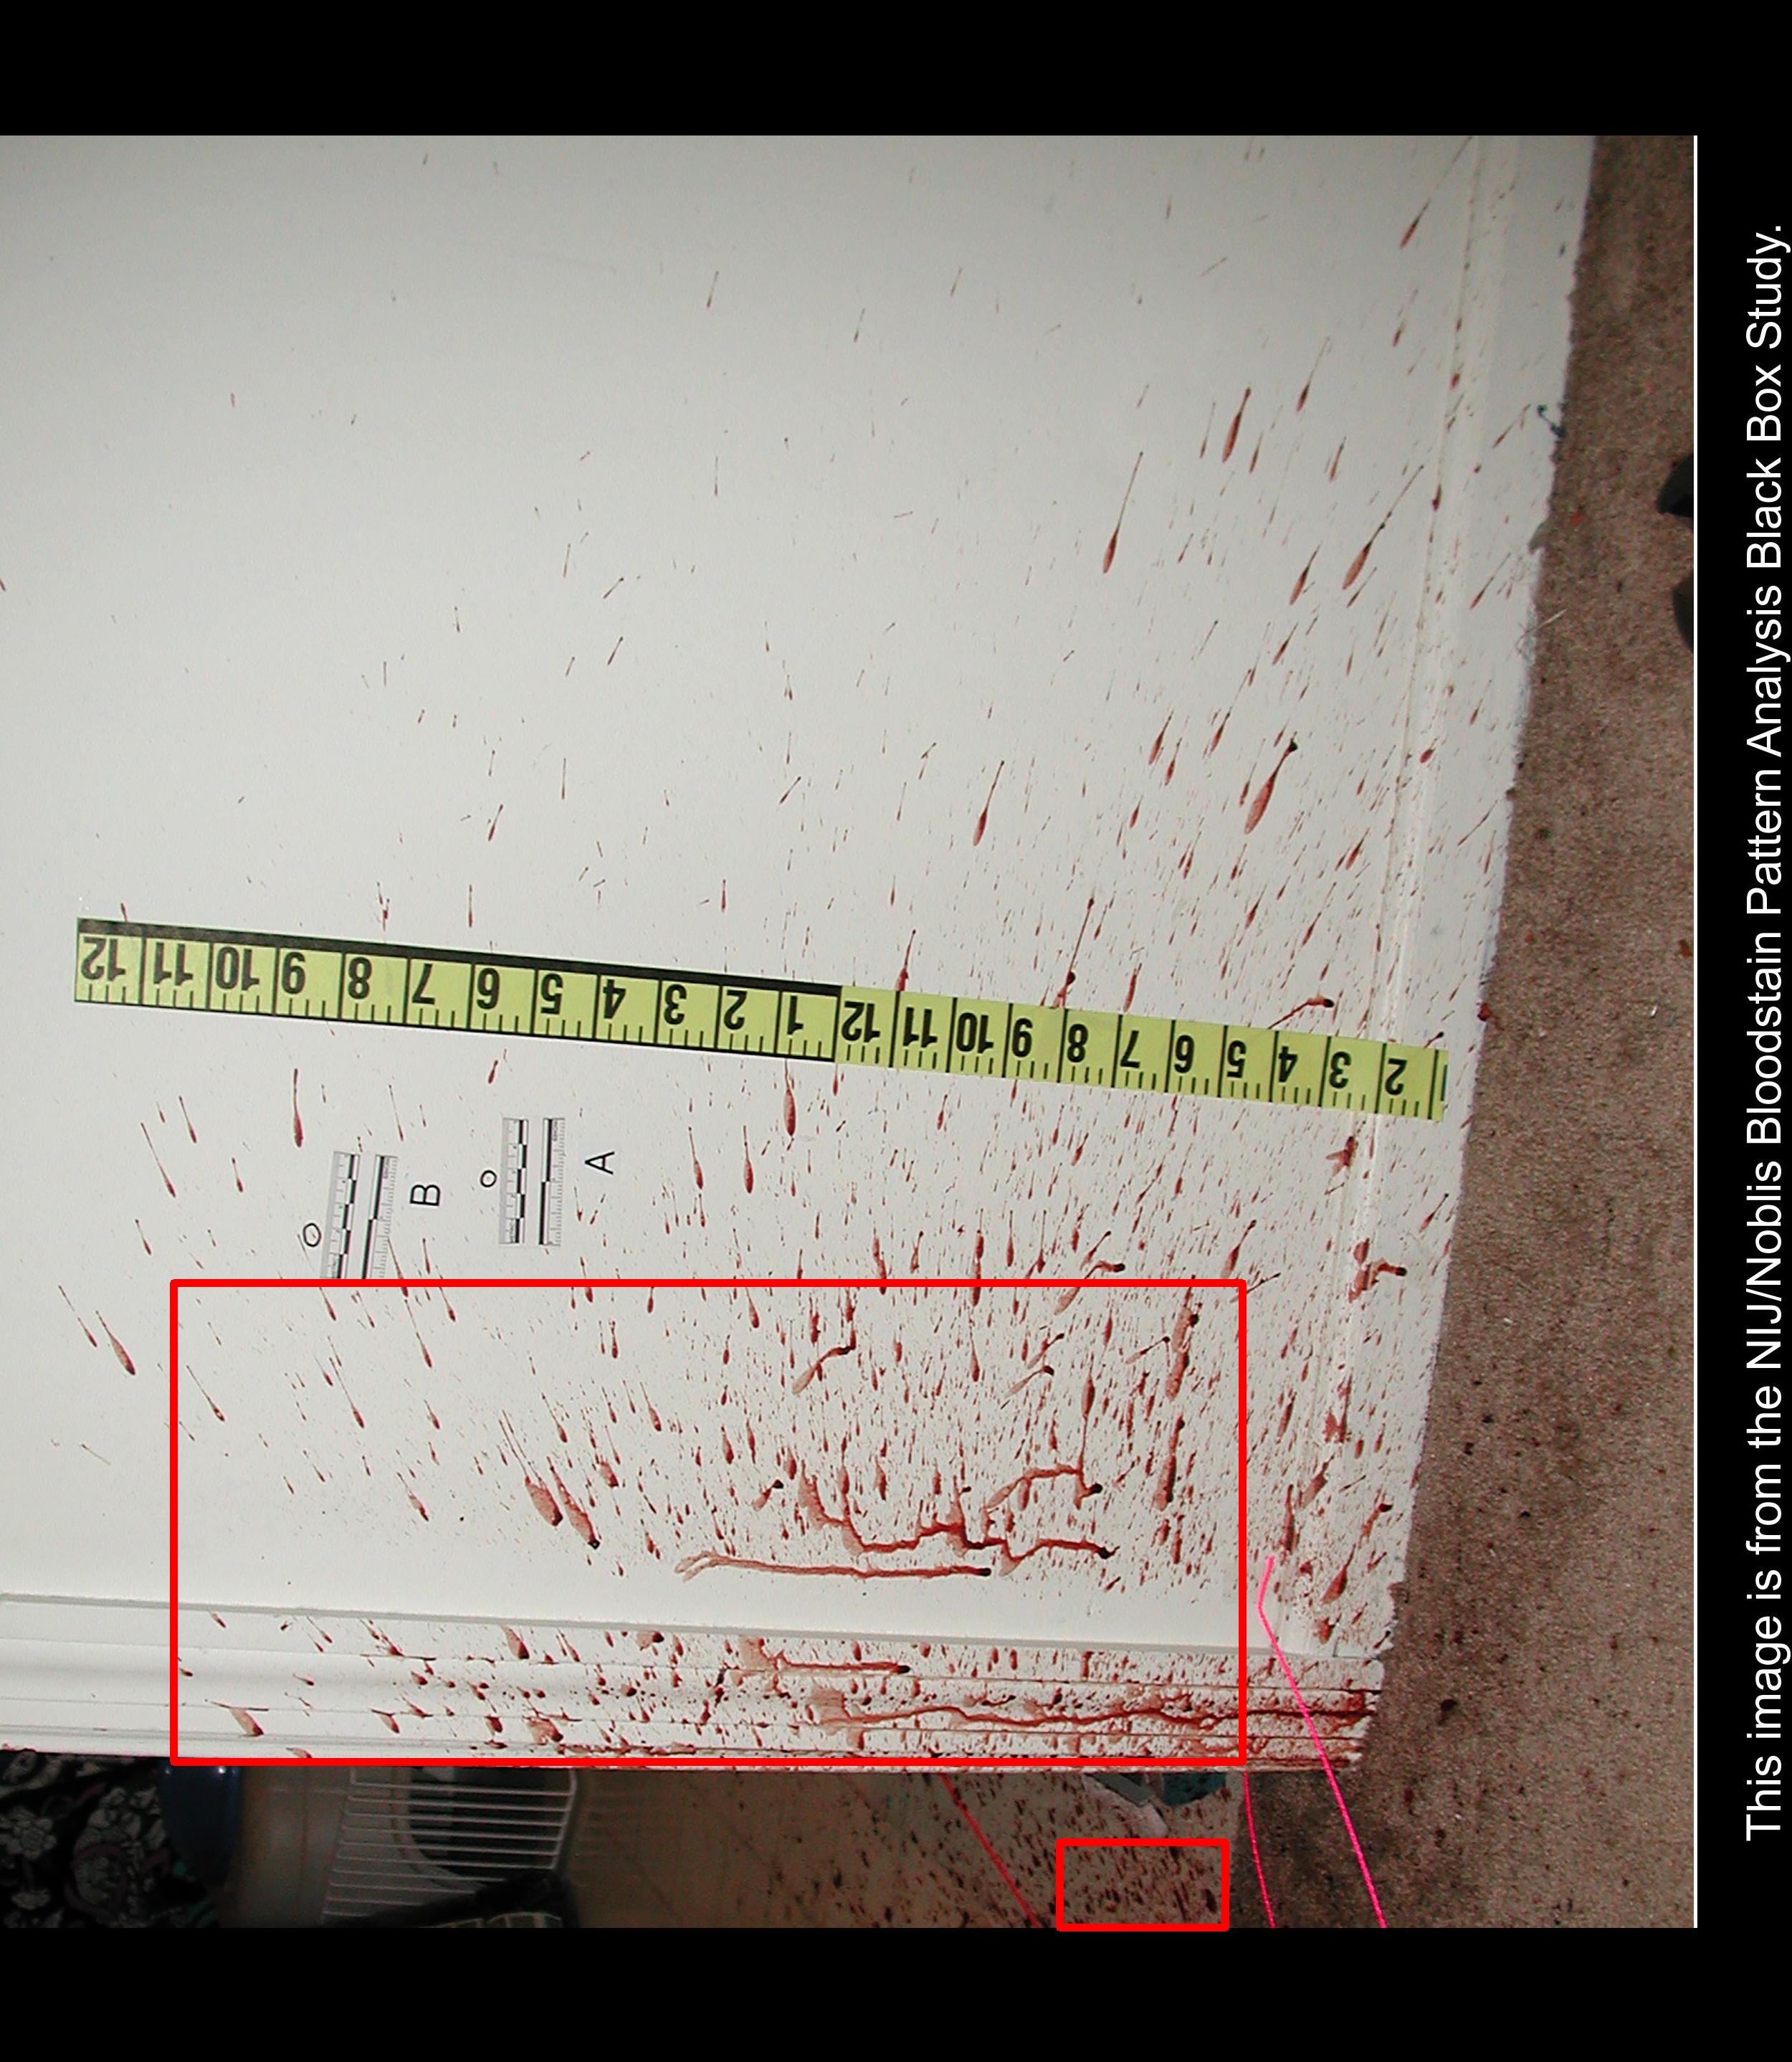 12 11 10 9 8 7 6 5 4 3 2 1 12 11 10 9 8 7 6 5 4 3 2 1
B
A
This image is from the NIJ/Noblis Bloodstain Pattern Analysis Black Box Study.